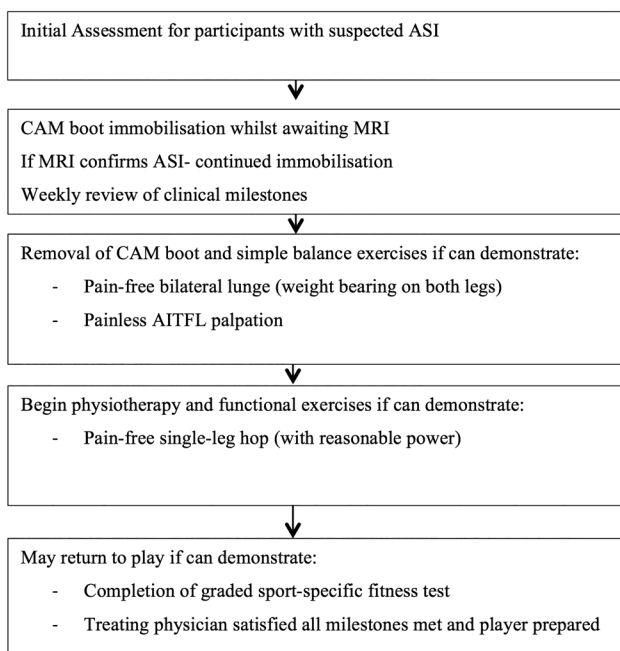 Initial Assessment for participants with suspected ASI
CAM boot immobilisation whilst awaiting MRI
If MRI confirms ASI- continued immobilisation
Weekly review of clinical milestones
Removal of CAM boot and simple balance exercises if can demonstrate:
- Pain-free bilateral lunge (weight bearing on both legs)
- Painless AITFL palpation
Begin physiotherapy and functional exercises if can demonstrate:
- Pain-free single-leg hop (with reasonable power)
May return to play if can demonstrate:
- Completion of graded sport-specific fitness test
- Treating physician satisfied all milestones met and player prepared